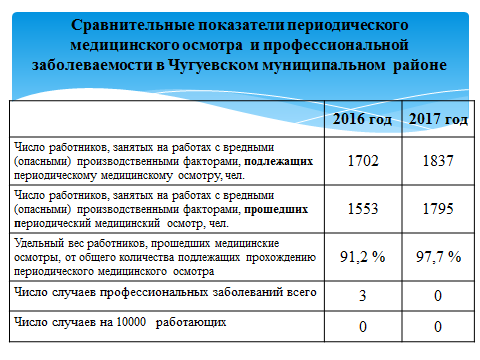 Сравнительные показатели периодического
медицинского осмотра и профессиональной
заболеваемости в Чугуевском муниципальном районе
2016 год 2017 год
Число работников, занятых на работах с вредными
(опасными) производственными факторами, подлежащих
периодическому медицинскому осмотру, чел.
1702 1837
Число работников, занятых на работах с вредными
(опасными) производственными факторами, прошедших
периодический медицинский осмотр, чел.
1553 1795
Удельный вес работников, прошедших медицинские
осмотры, от общего количества подлежащих прохождению
периодического медицинского осмотра
91,2 % 97,7 %
Число случаев профессиональных заболеваний всего
3 0
Число случаев на 10000 работающих
0 0